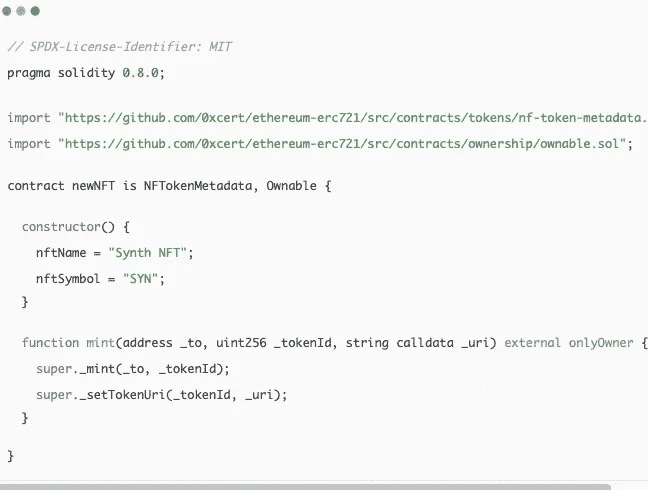 // SPDX-License-Identifier: MIT
pragma solidity 0.8.0;
import "https://github.com/0xcert/ethereum-erc721/src/contracts/tokens/nf-token-metadata.
import "https://github.com/0xcert/ethereum-erc721/src/contracts/ownership/ownable.sol";
contract newNFT is NFTokenMetadata, Ownable {
constructor() {
nftName = "Synth NFT";
nftSymbol = "SYN";
}
function mint(address _to, uint256 _tokenId, string calldata _uri) external onlyOwner {
super._mint(_to, _tokenId);
super._setTokenUri(_tokenId, _uri);
}
}